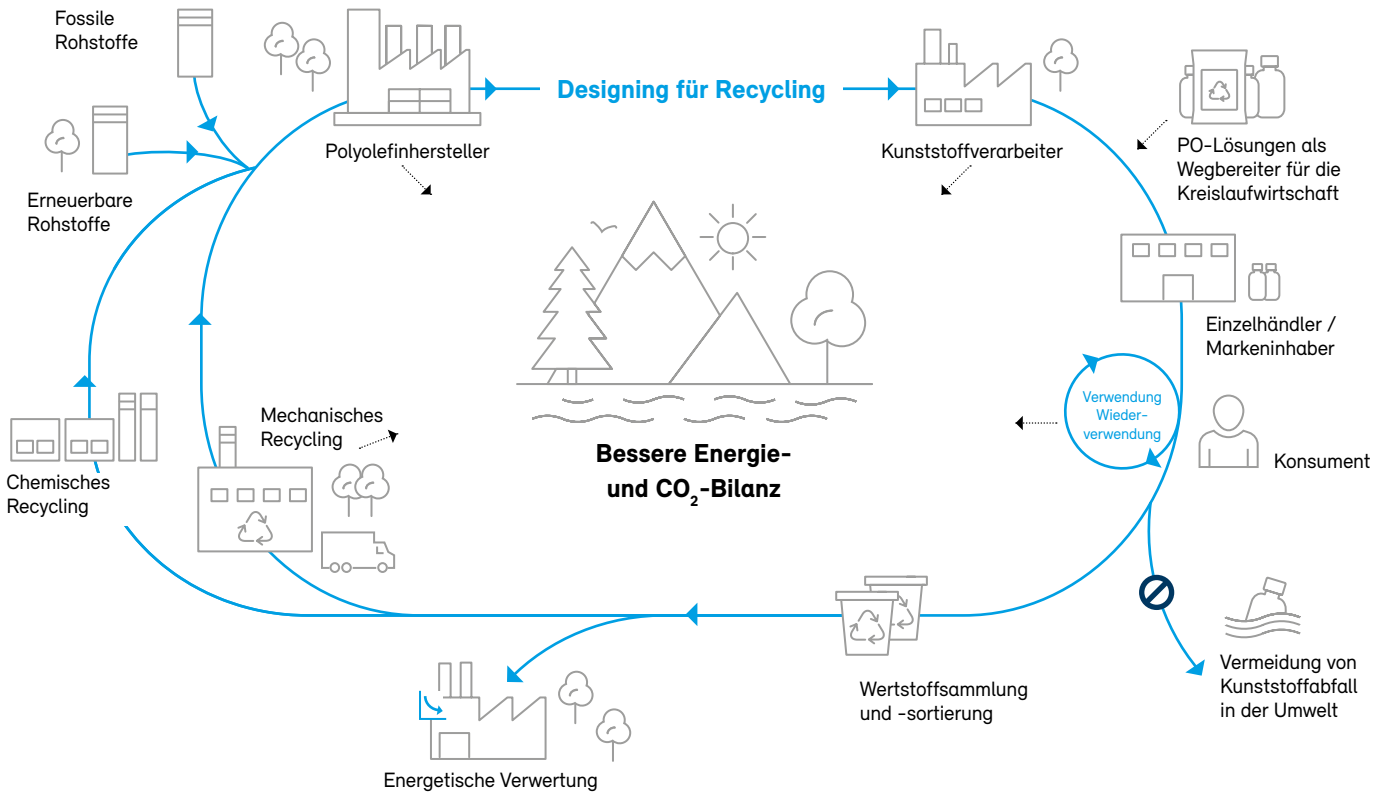 Fossile
Rohstoffe
Erneuerbare
Rohstoffe
Polyolefinhersteller
Designing für Recycling
Kunststoffverarbeiter
PO-Lösungen als
Wegbereiter für die
Kreislaufwirtschaft
Einzelhändler /
Markeninhaber
Verwendung
Wieder-
verwendung
Konsument
Bessere Energie-
und CO₂-Bilanz
Mechanisches
Recycling
Chemisches
Recycling
Wertstoffsammlung
und -sortierung
Vermeidung von
Kunststoffabfall
in der Umwelt
Energetische Verwertung